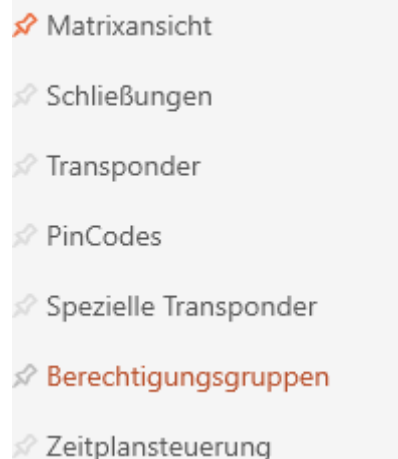 Matrixansicht
Schließungen
Transponder
PinCodes
Spezielle Transponder
Berechtigungsgruppen
Zeitplansteuerung